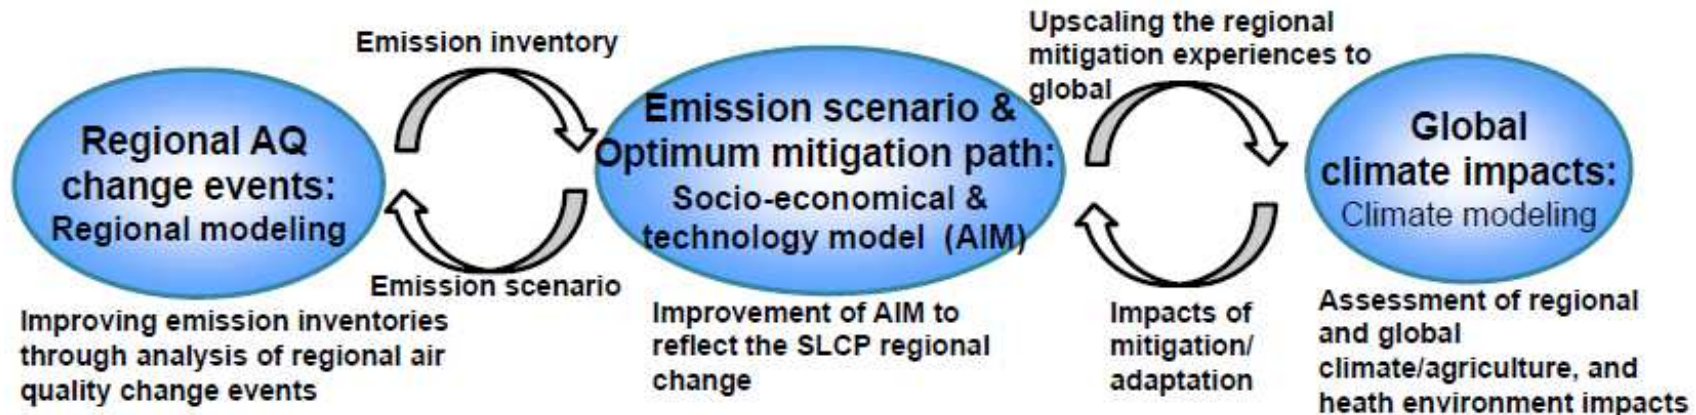 Emission inventory
Upscaling the regional
mitigation experiences to
global
Regional AQ
change events:
Regional modeling
Emission scenario &
Optimum mitigation path:
Socio-economical &
technology model (AIM)
Global
climate impacts:
Climate modeling
Emission scenario
Improving emission inventories
through analysis of regional air
quality change events
Improvement of AIM to
reflect the SLCP regional
change
Impacts of
mitigation/
adaptation
Assessment of regional
and global
climate/agriculture, and
heath environment impacts